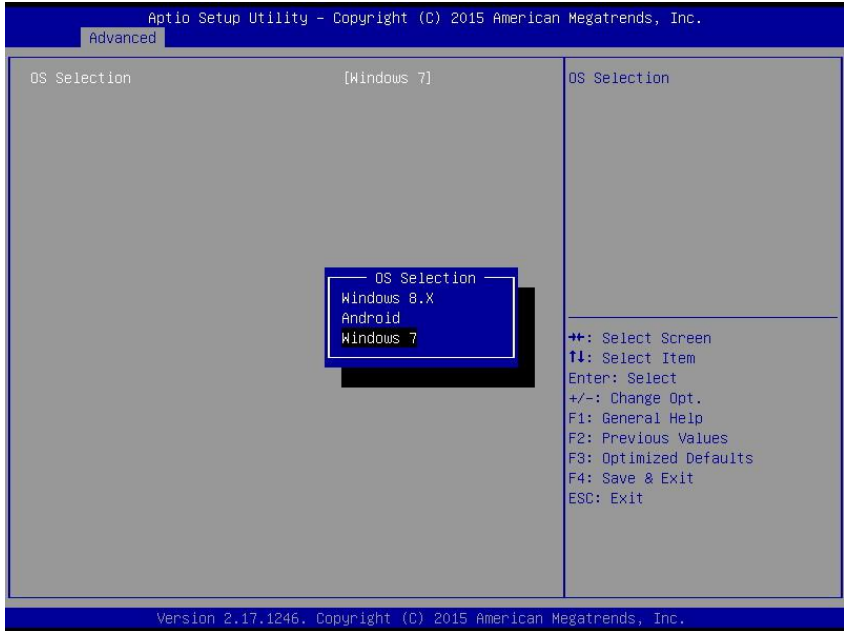 Aptio Setup Utility – Copyright (C) 2015 American Megatrends, Inc.
Advanced
OS Selection [Windows 7]
OS Selection
OS Selection
Windows 8.X
Android
Windows 7
→←: Select Screen
↑↓: Select Item
Enter: Select
+/-: Change Opt.
F1: General Help
F2: Previous Values
F3: Optimized Defaults
F4: Save & Exit
ESC: Exit
Version 2.17.1246. Copyright (C) 2015 American Megatrends, Inc.